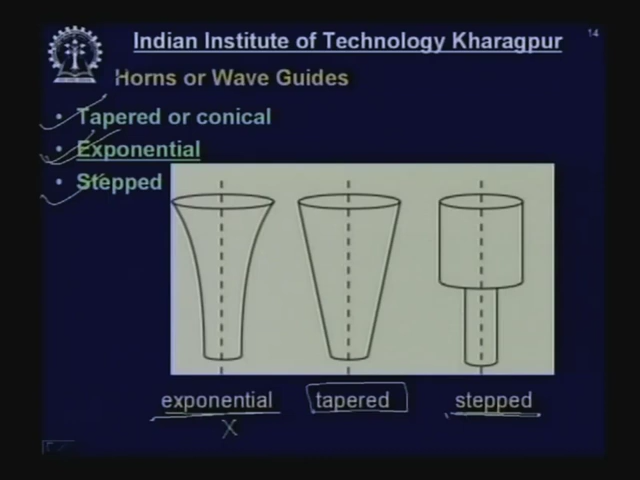 14
Indian Institute of Technology Kharagpur
Horns or Wave Guides
• Tapered or conical
• Exponential
• Stepped
exponential tapered stepped
X